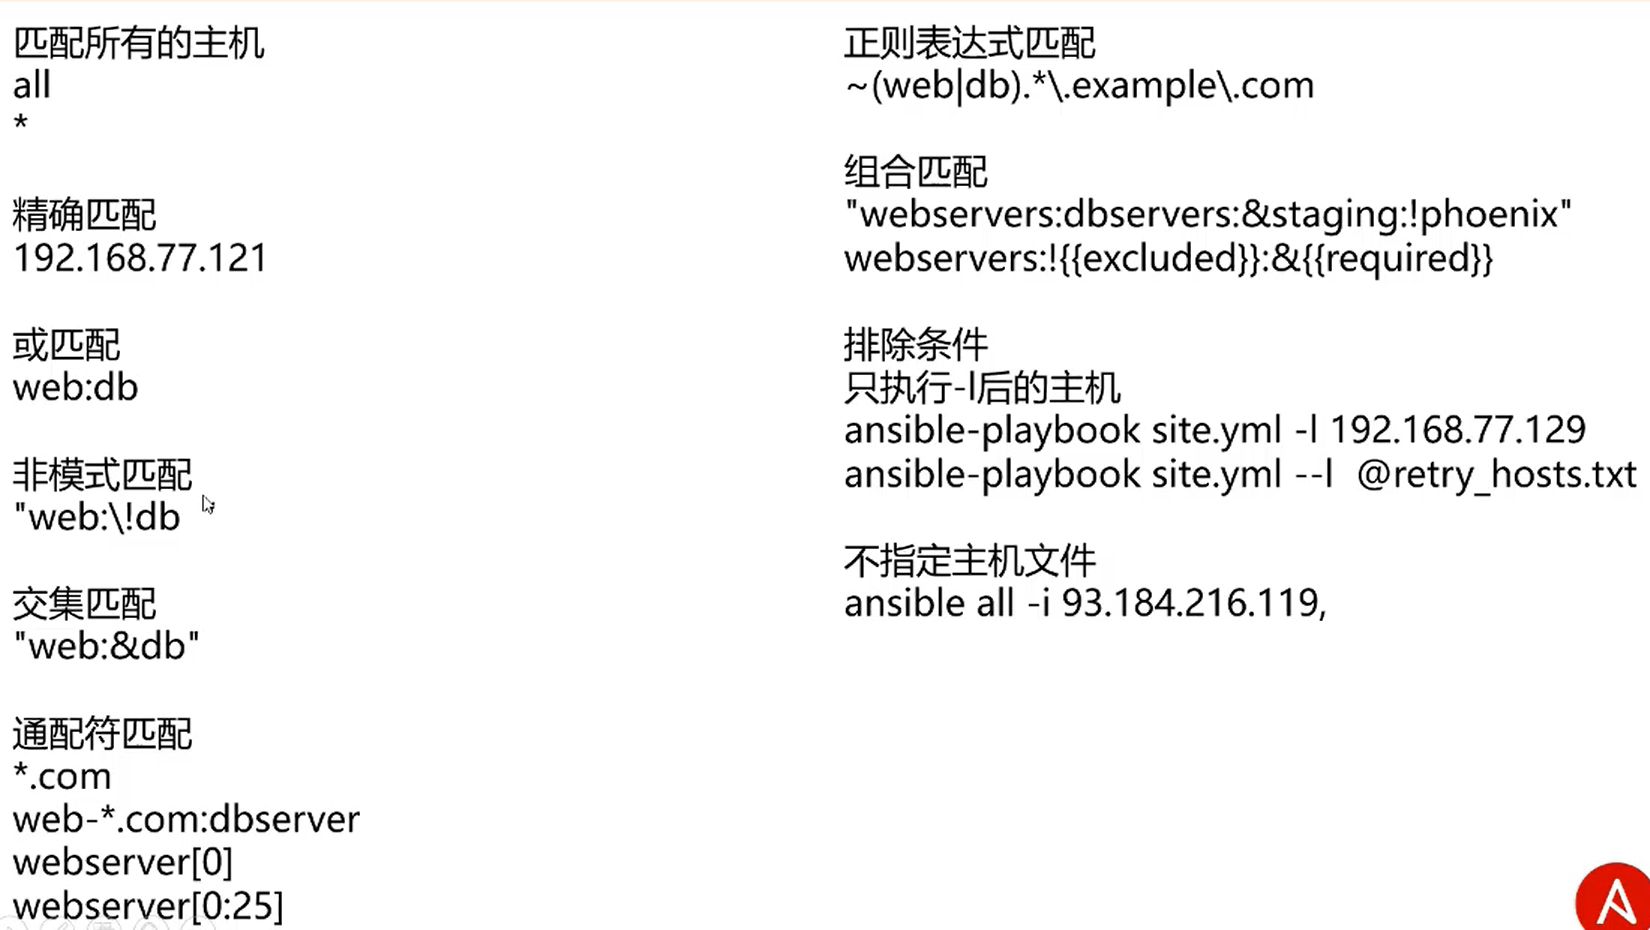 匹配所有的主机
all
*
精确匹配
192.168.77.121
或匹配
web:db
非模式匹配
"web:\!db
交集匹配
"web:&db"
通配符匹配
*.com
web-*.com:dbserver
webserver[0]
webserver[0:25]
正则表达式匹配
~(web|db).*\.example\.com
组合匹配
"webservers:dbservers:&staging:!phoenix"
webservers:!{{excluded}}:&{{required}}
排除条件
只执行-l后的主机
ansible-playbook site.yml -l 192.168.77.129
ansible-playbook site.yml --l  @retry_hosts.txt
不指定主机文件
ansible all -i 93.184.216.119,